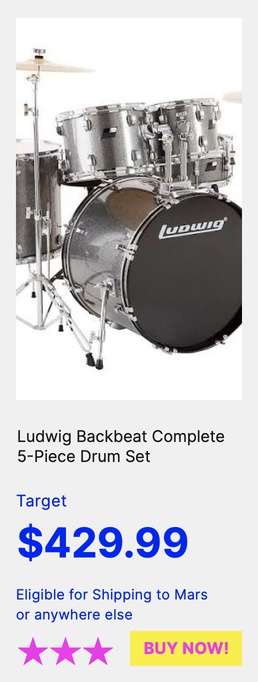 Ludwig
Ludwig Backbeat Complete
5-Piece Drum Set
Target
$429.99
Eligible for Shipping to Mars
or anywhere else
BUY NOW!